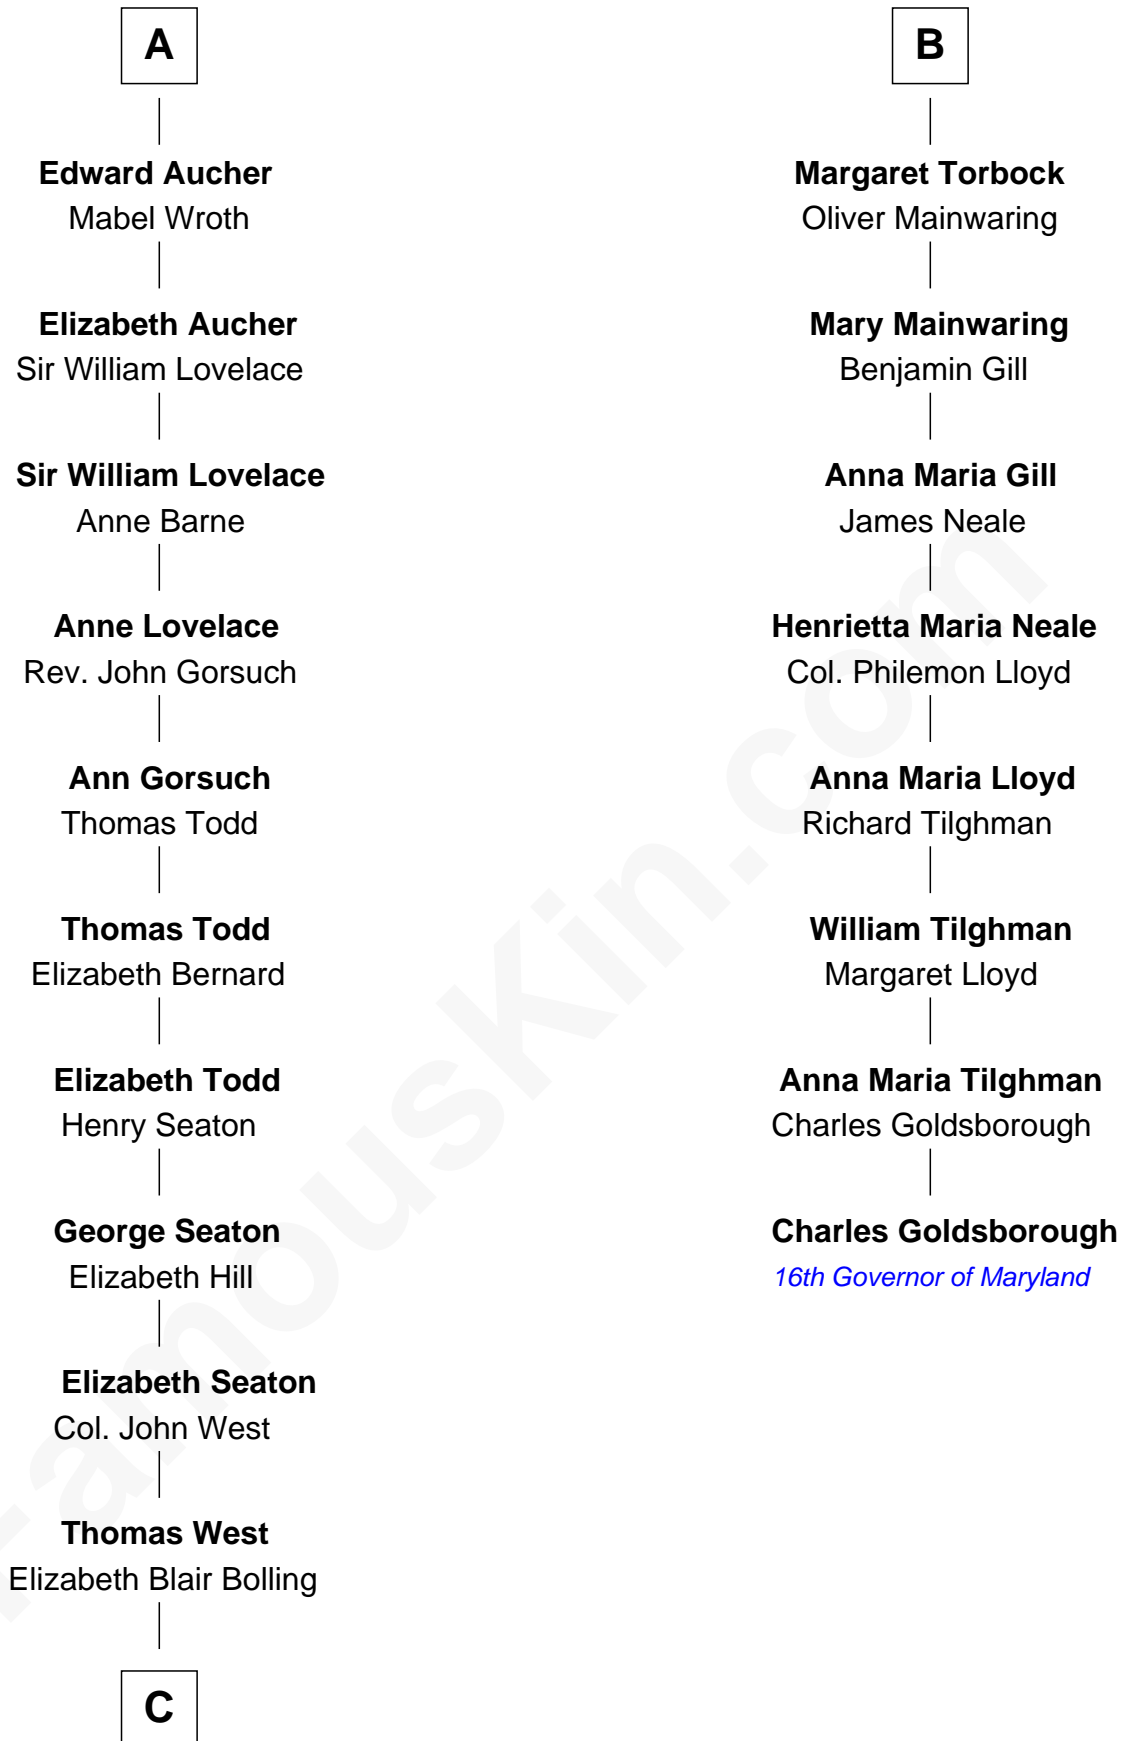 A
Edward Aucher
Mabel Wroth
Elizabeth Aucher
Sir William Lovelace
Sir William Lovelace
Anne Barne
Anne Lovelace
Rev. John Gorsuch
Ann Gorsuch
Thomas Todd
Thomas Todd
Elizabeth Bernard
Elizabeth Todd
Henry Seaton
George Seaton
Elizabeth Hill
Elizabeth Seaton
Col. John West
Thomas West
Elizabeth Blair Bolling
C
B
Margaret Torbock
Oliver Mainwaring
Mary Mainwaring
Benjamin Gill
Anna Maria Gill
James Neale
Henrietta Maria Neale
Col. Philemon Lloyd
Anna Maria Lloyd
Richard Tilghman
William Tilghman
Margaret Lloyd
Anna Maria Tilghman
Charles Goldsborough
Charles Goldsborough
16th Governor of Maryland
FamousKin.com